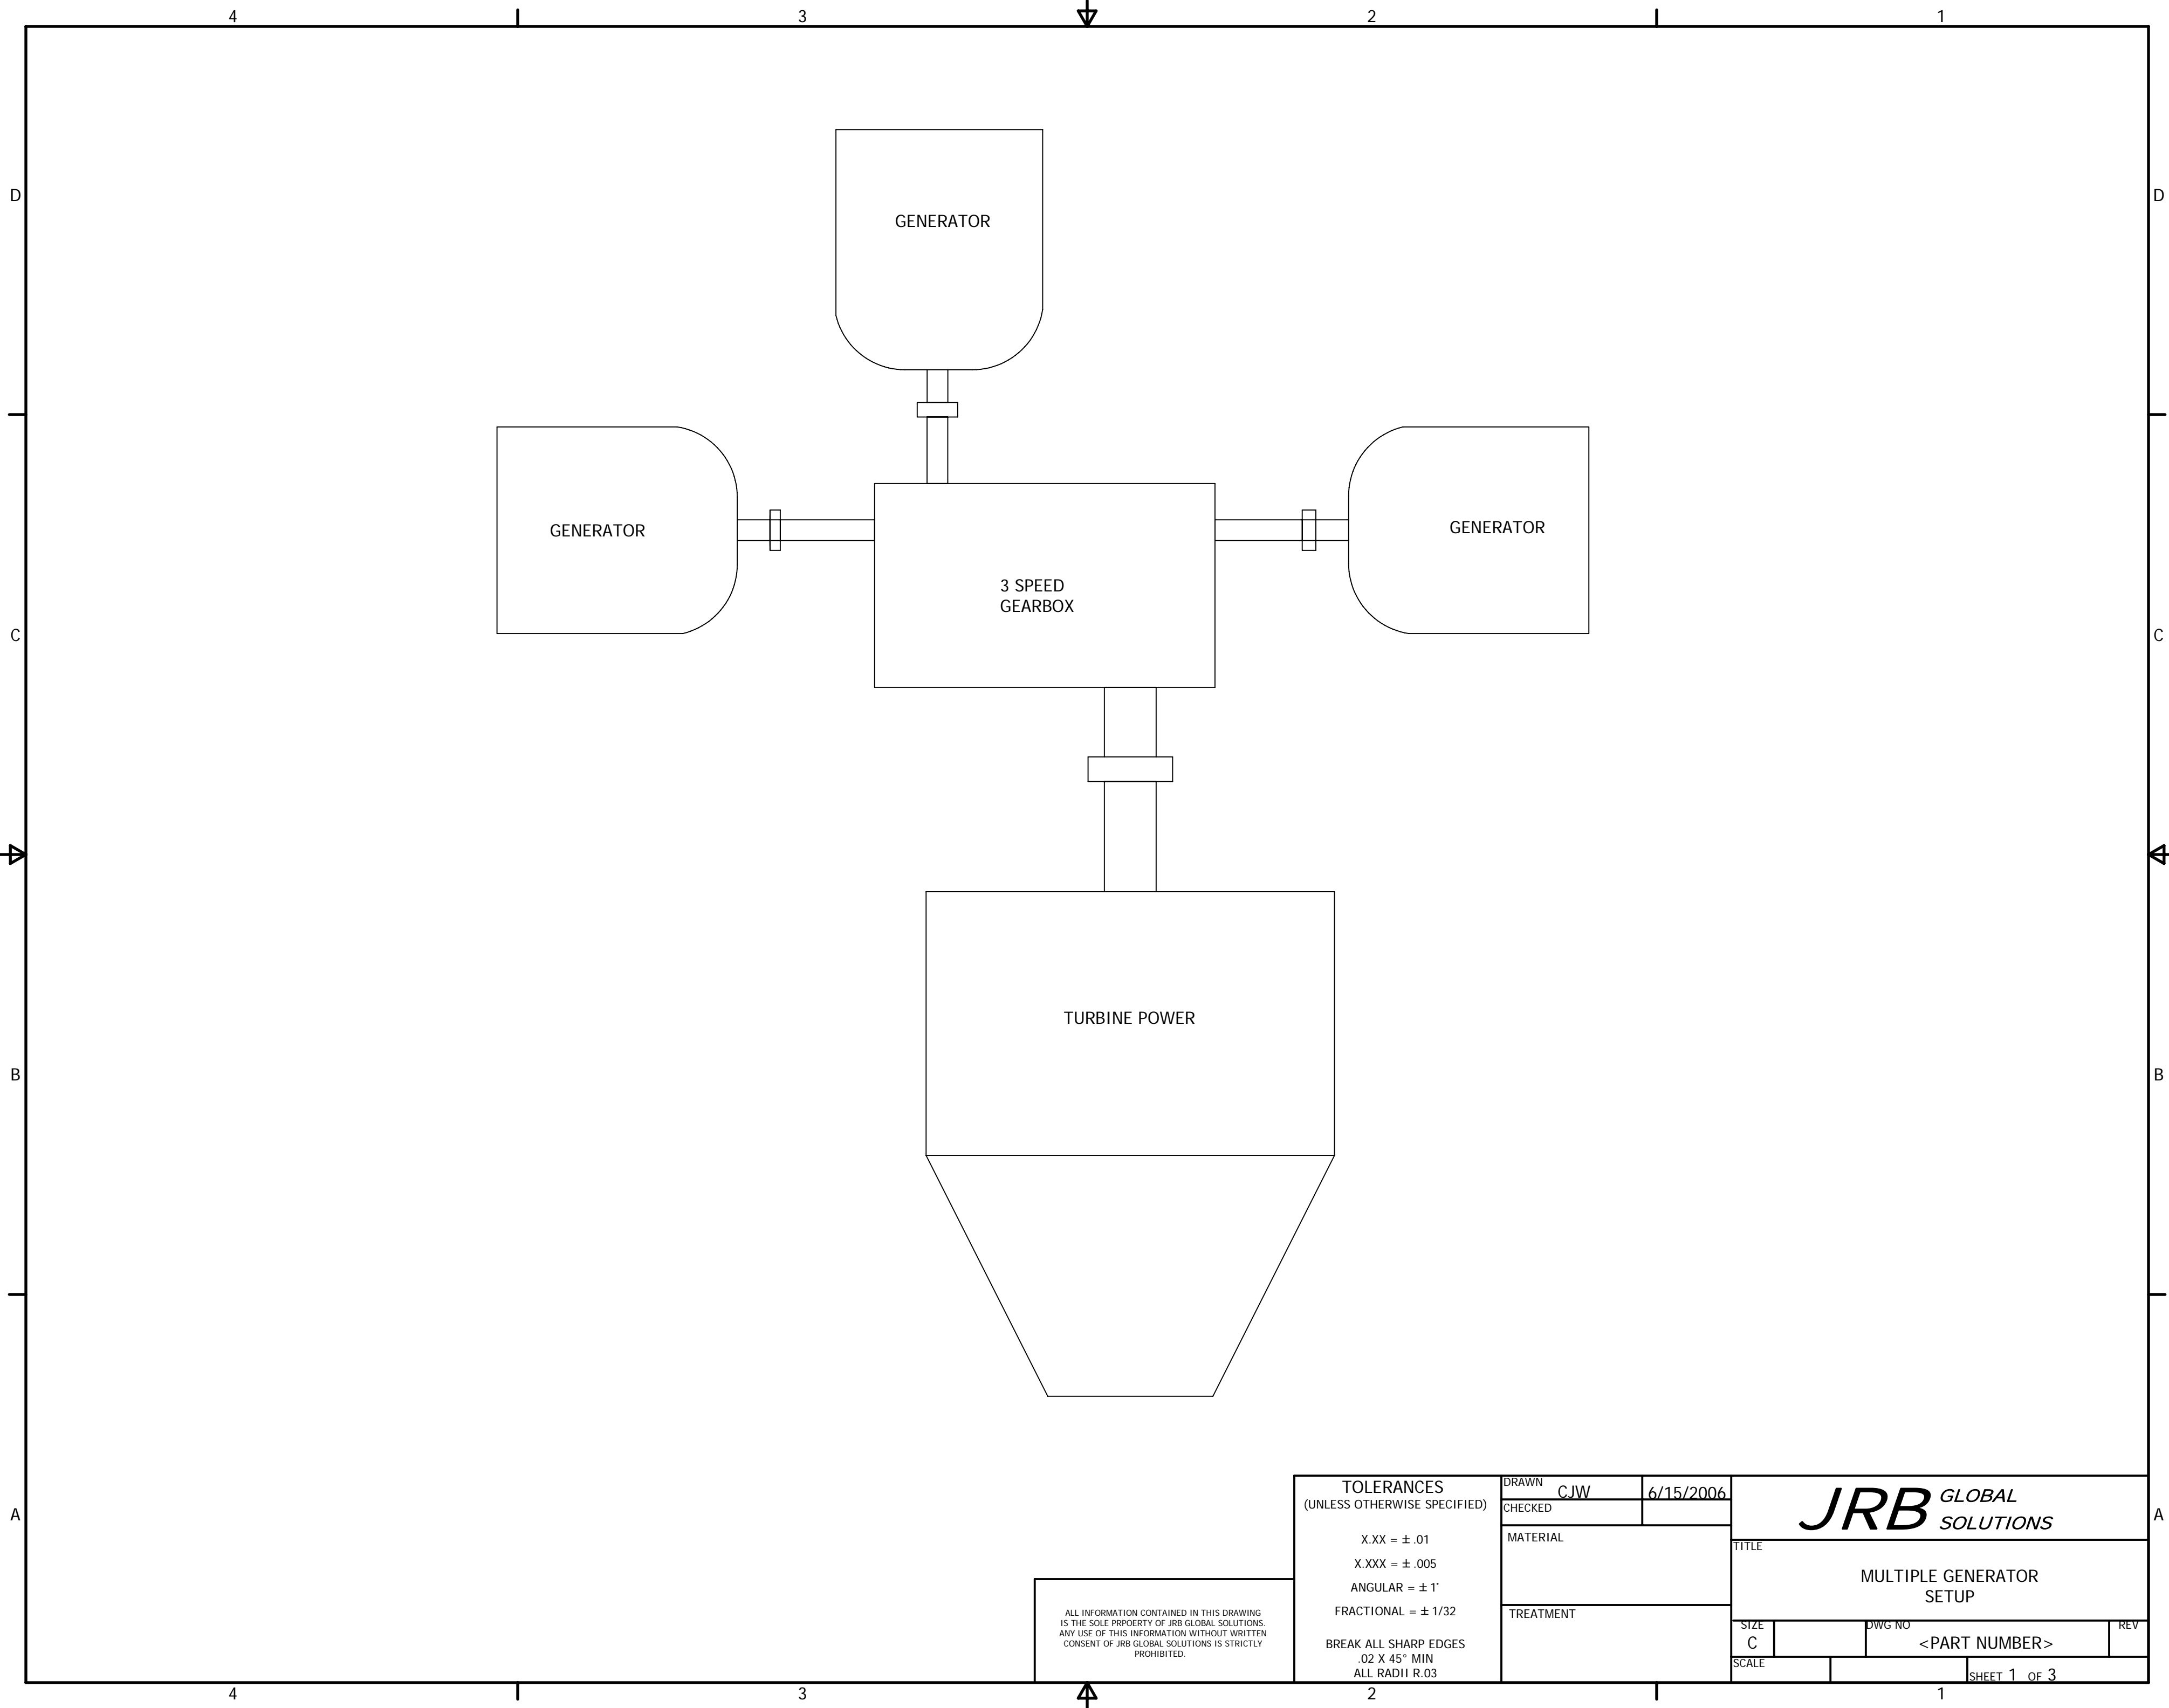 4 3 2 1
D D
GENERATOR
GENERATOR
GENERATOR
3 SPEED
GEARBOX
C C
TURBINE POWER
B B
A A
ALL INFORMATION CONTAINED IN THIS DRAWING
IS THE SOLE PRPOERTY OF JRB GLOBAL SOLUTIONS.
ANY USE OF THIS INFORMATION WITHOUT WRITTEN
CONSENT OF JRB GLOBAL SOLUTIONS IS STRICTLY
PROHIBITED.
TOLERANCES
(UNLESS OTHERWISE SPECIFIED)
X.XX = ± .01
X.XXX = ± .005
ANGULAR = ± 1°
FRACTIONAL = ± 1/32
BREAK ALL SHARP EDGES
.02 X 45° MIN
ALL RADII R.03
DRAWN CJW 6/15/2006
CHECKED
MATERIAL
TREATMENT
JRB GLOBAL
SOLUTIONS
TITLE
MULTIPLE GENERATOR
SETUP
SIZE DWG NO REV
C <PART NUMBER>
SCALE SHEET 1 OF 3
4 3 2 1